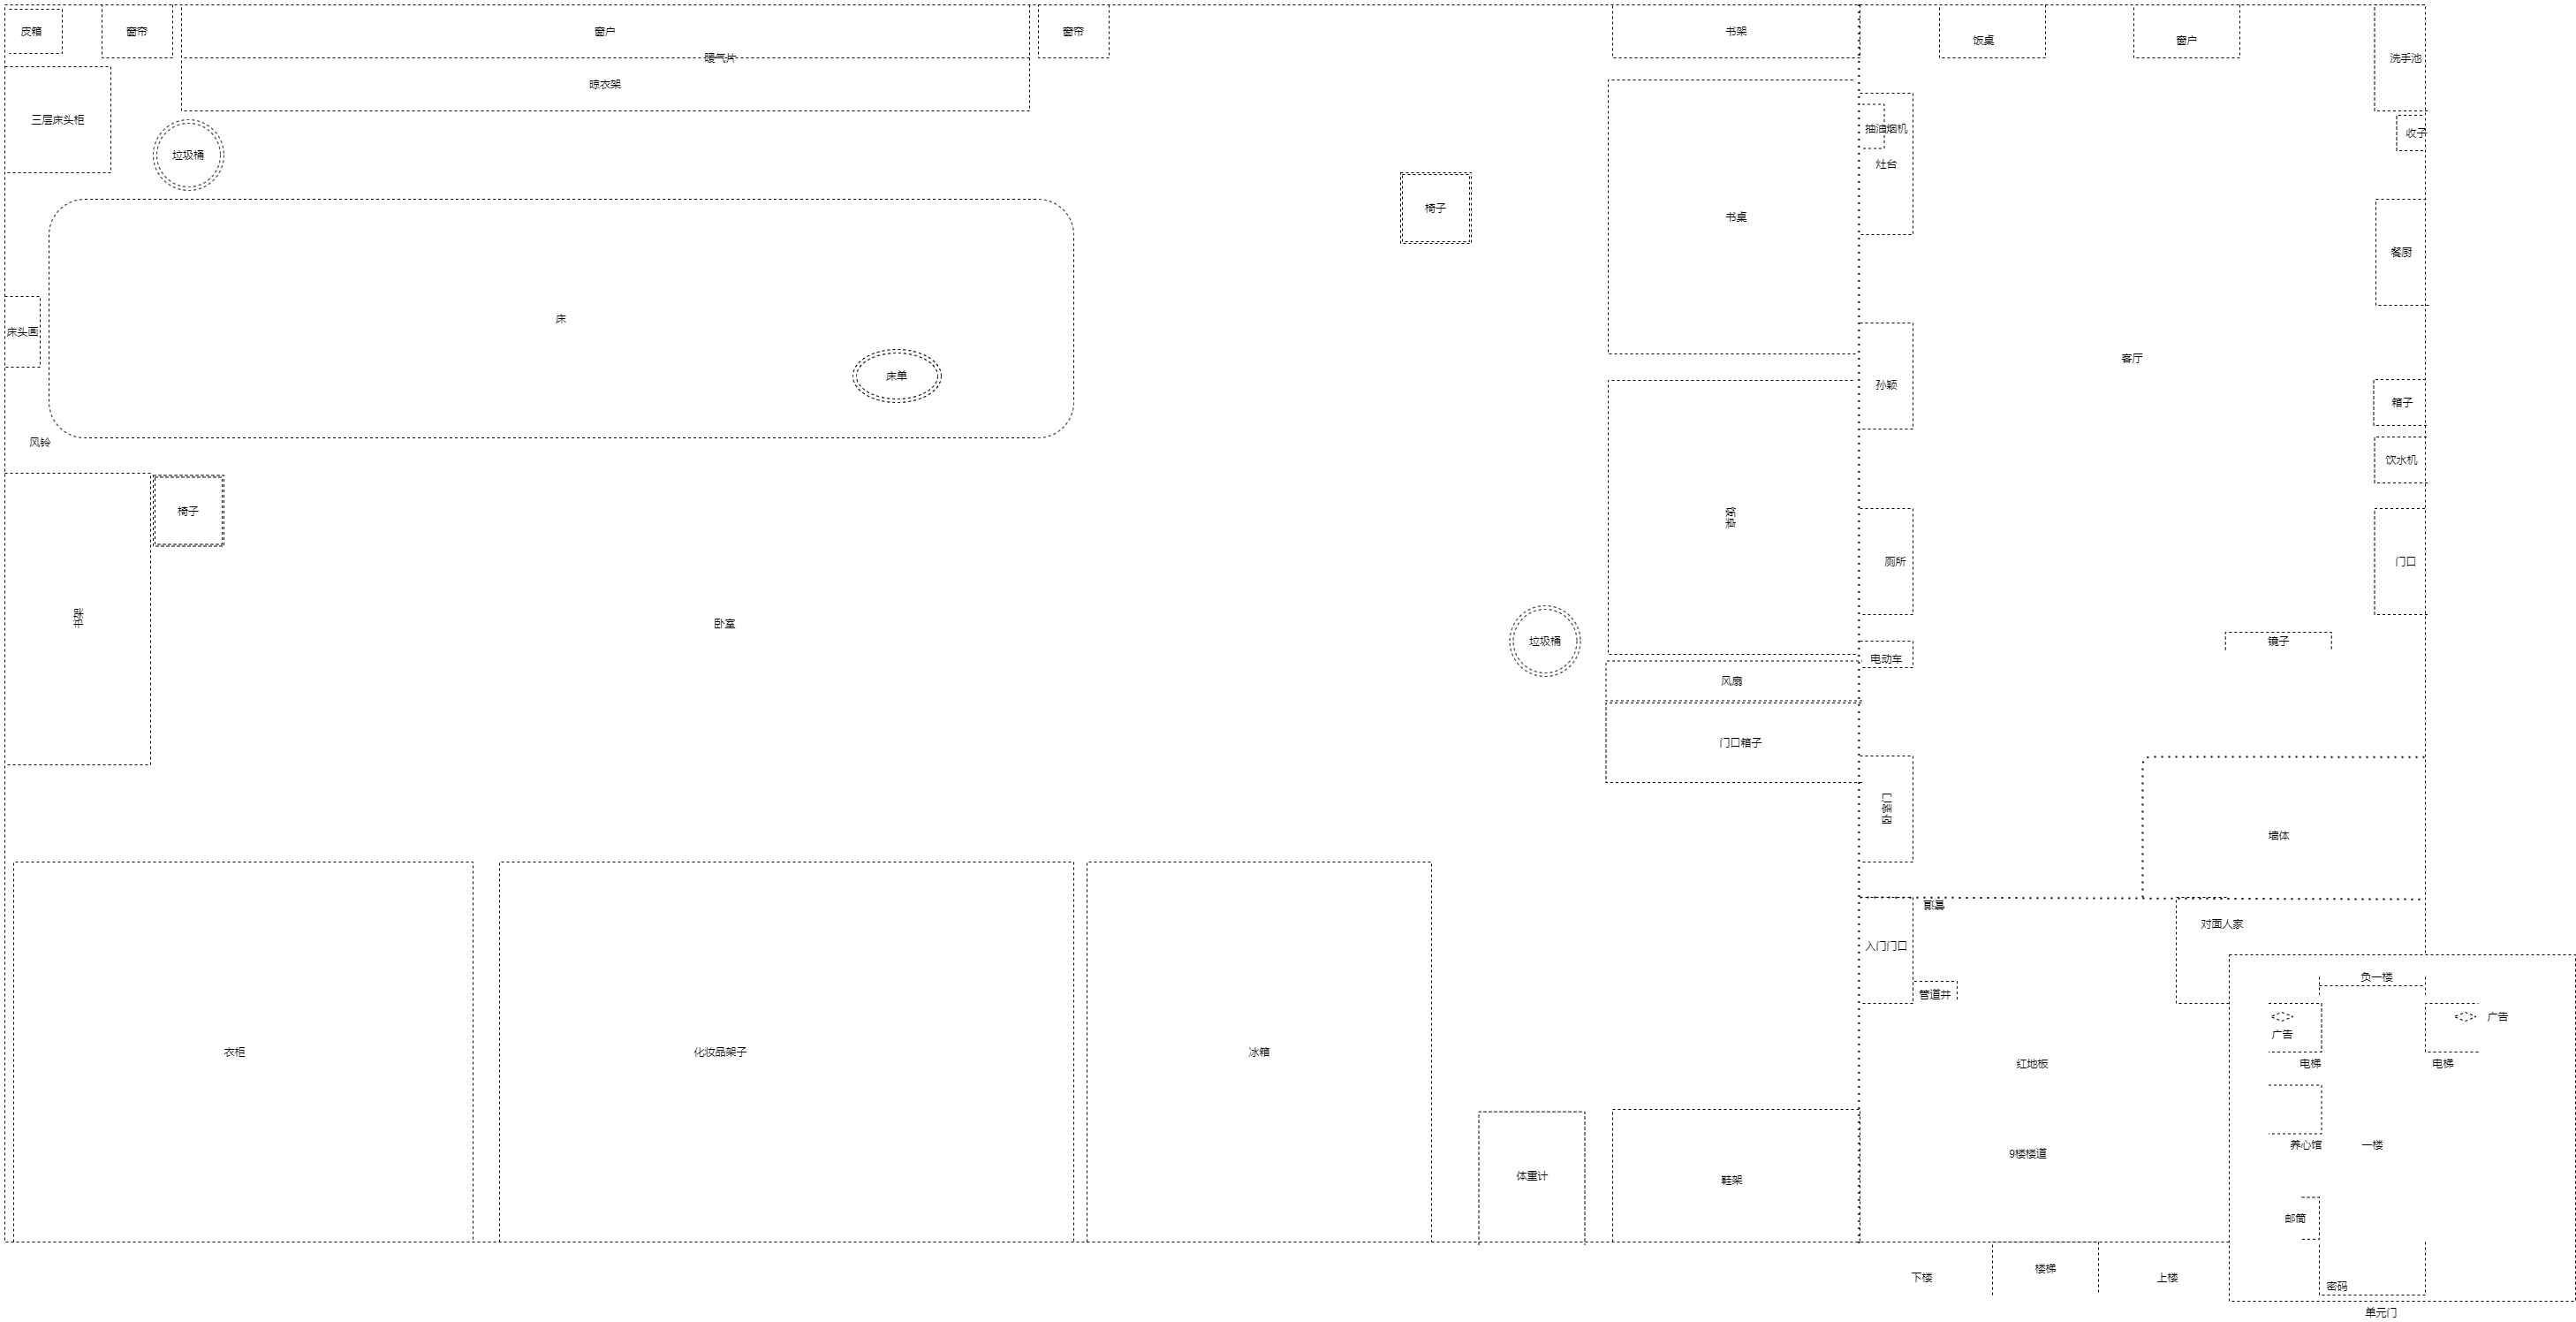 皮箱
窗帘
窗户
窗帘
书架
饭桌
窗户
暖气片
洗手池
晾衣架
三层床头柜
抽油烟机
收子
垃圾桶
灶台
椅子
书桌
餐厨
床
床头画
客厅
床单
孙颖
箱子
风铃
饮水机
椅子
厕所
门口
卧室
垃圾桶
镜子
电动车
风扇
门口箱子
墙体
对面人家
入门门口
负一楼
管道井
广告
广告
衣柜
化妆品架子
冰箱
红地板
电梯
电梯
养心馆
一楼
9楼楼道
体重计
鞋架
邮筒
楼梯
下楼
上楼
密码
单元门